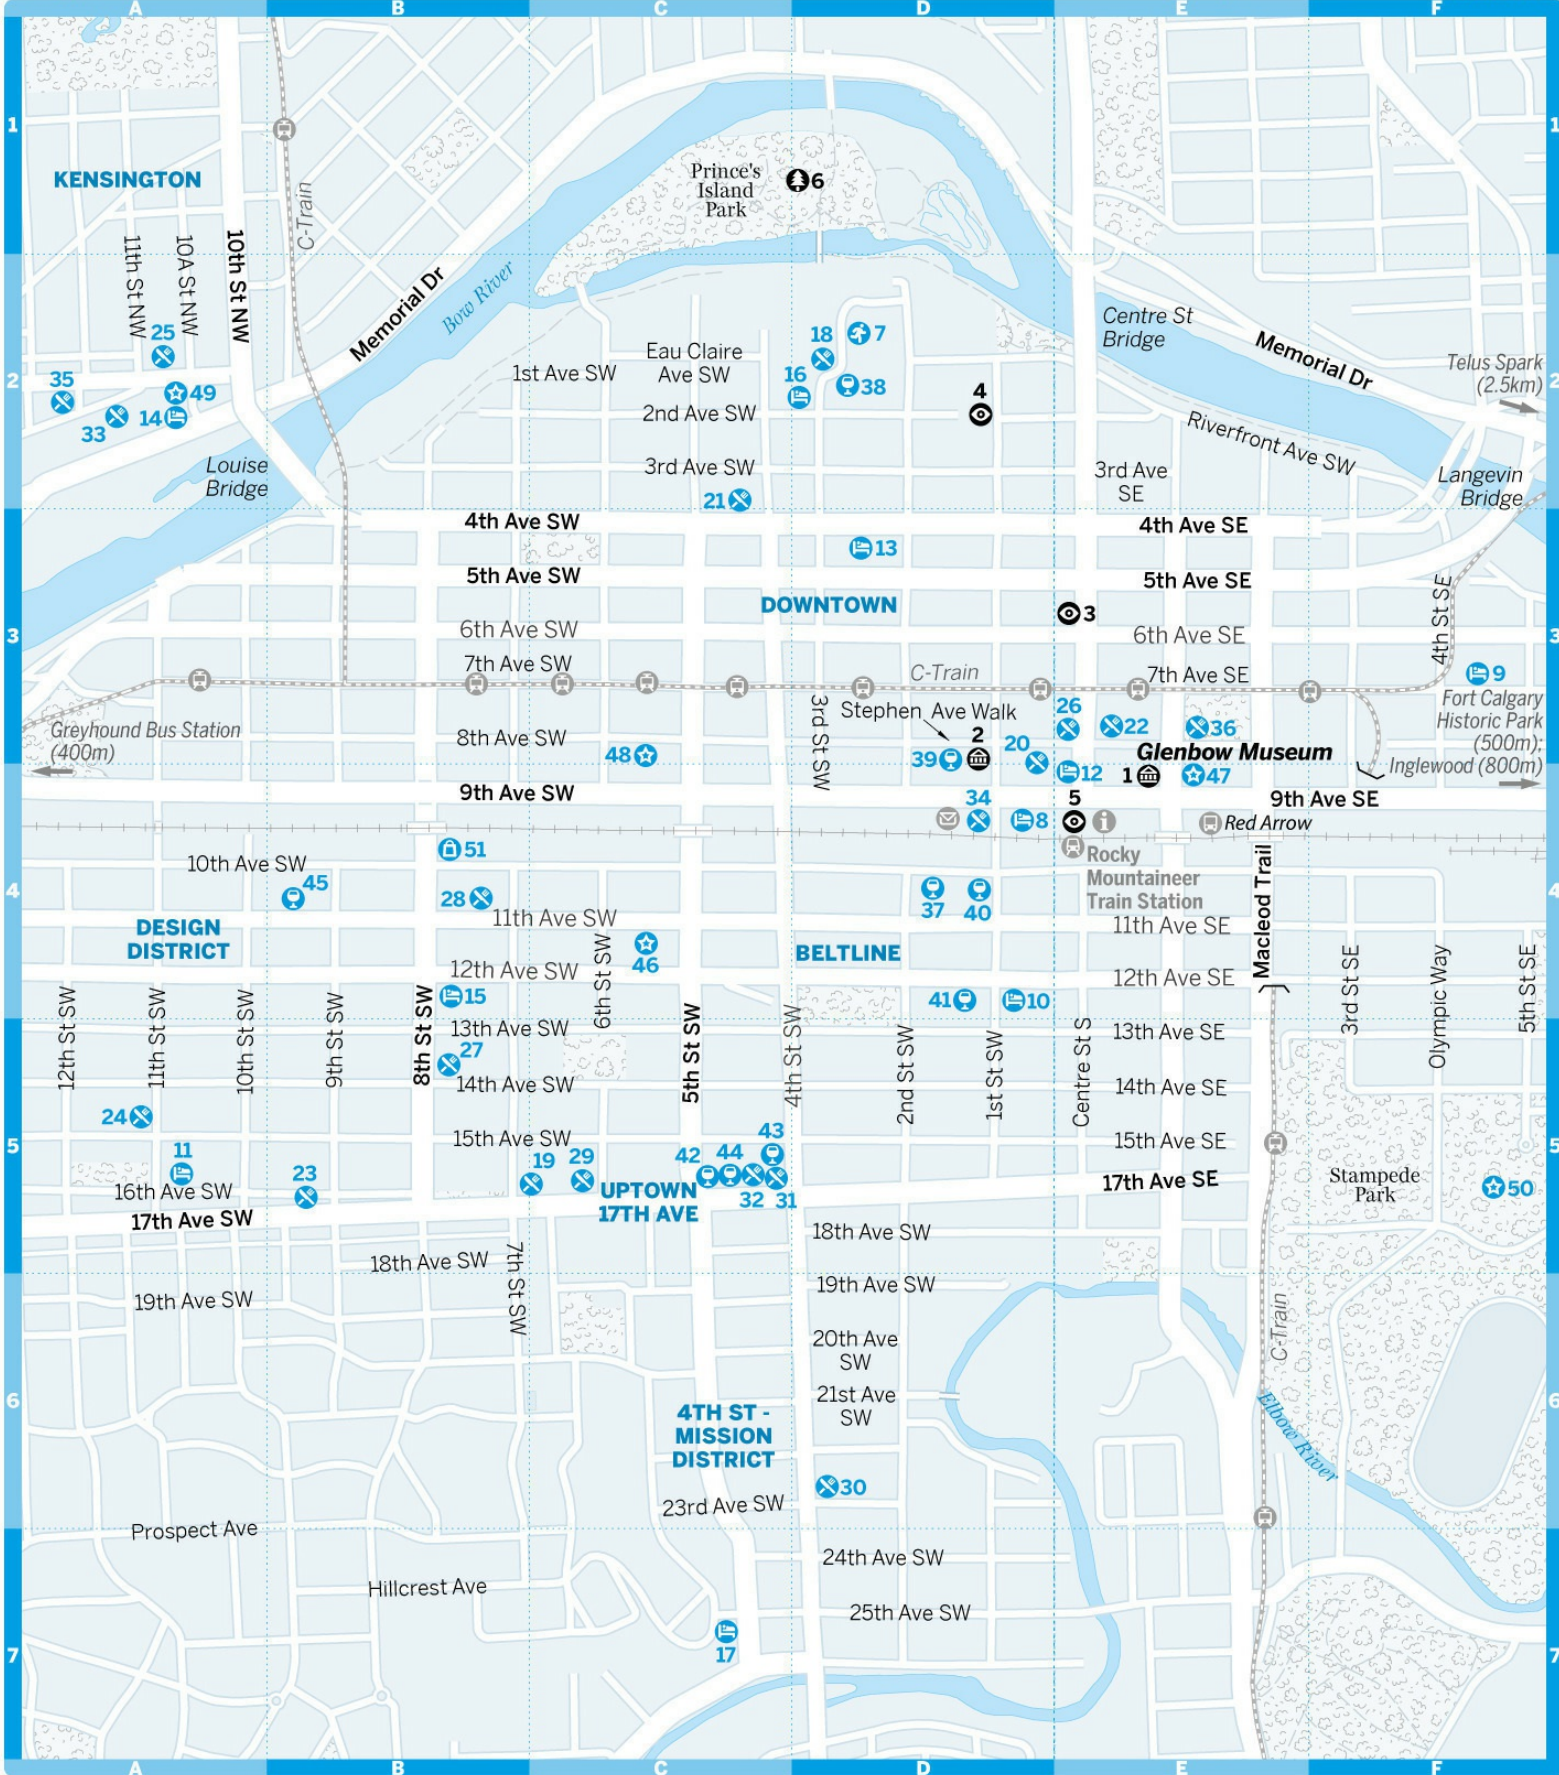 A B C D E F
1
1
KENSINGTON
Prince's
Island
Park
6
C-Train
11th St NW
10A St NW
10th St NW
Memorial Dr
Bow River
Centre St
Bridge
Memorial Dr
Telus Spark
(2.5km)
25
18
7
Eau Claire
Ave SW
1st Ave SW
2
2
35
49
16
38
4
33
14
2nd Ave SW
Riverfront Ave SW
Louise
Bridge
3rd Ave SW
3rd Ave
SE
Langevin
Bridge
21
4th Ave SW
4th Ave SE
13
5th Ave SW
5th Ave SE
DOWNTOWN
3
4th St SE
3
3
6th Ave SW
6th Ave SE
7th Ave SW
C-Train
7th Ave SE
9
Fort Calgary
Historic Park
(500m);
Inglewood (800m)
Greyhound Bus Station
(400m)
3rd St SW
Stephen Ave Walk
26
22
36
8th Ave SW
48
39
2
20
Glenbow Museum
12
1
47
9th Ave SW
9th Ave SE
34
8
5
Red Arrow
51
10th Ave SW
Rocky
Mountaineer
Train Station
Macleod Trail
4
4
45
28
37
40
11th Ave SW
11th Ave SE
DESIGN
DISTRICT
46
BELTLINE
12th Ave SW
12th Ave SE
6th St SW
3rd St SE
Olympic Way
5th St SE
15
41
10
12th St SW
11th St SW
10th St SW
9th St SW
8th St SW
5th St SW
4th St SW
2nd St SW
1st St SW
Centre St S
13th Ave SW
13th Ave SE
27
14th Ave SW
14th Ave SE
24
15th Ave SW
15th Ave SE
5
5
11
43
42
44
19
29
32
31
23
16th Ave SW
17th Ave SW
UPTOWN
17TH AVE
17th Ave SE
Stampede
Park
50
18th Ave SW
18th Ave SW
7th St SW
19th Ave SW
19th Ave SW
C-Train
20th Ave
SW
21st Ave
SW
6
6
4TH ST -
MISSION
DISTRICT
Elbow River
30
23rd Ave SW
Prospect Ave
24th Ave SW
Hillcrest Ave
25th Ave SW
17
7
7
A B C D E F